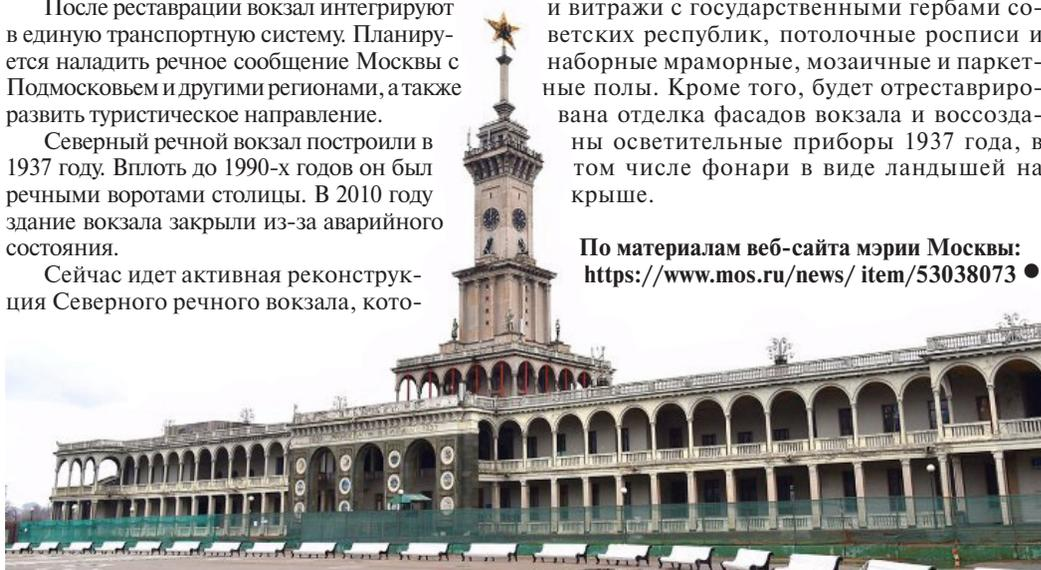 После реставрации вокзал интегрируют
в единую транспортную систему. Планиру-
ется наладить речное сообщение Москвы с
Подмосковьем и другими регионами, а также
развить туристическое направление.
Северный речной вокзал построили в
1937 году. Вплоть до 1990-х годов он был
речными воротами столицы. В 2010 году
здание вокзала закрыли из-за аварийного
состояния.
Сейчас идет активная реконструк-
ция Северного речного вокзала, кото-
и витражи с государственными гербами со-
ветских республик, потолочные росписи и
наборные мраморные, мозаичные и паркет-
ные полы. Кроме того, будет отреставриро-
вана отделка фасадов вокзала и воссозда-
ны осветительные приборы 1937 года, в
том числе фонари в виде ландышей на
крыше.
По материалам веб-сайта мэрии Москвы:
https://www.mos.ru/news/ item/53038073 ●